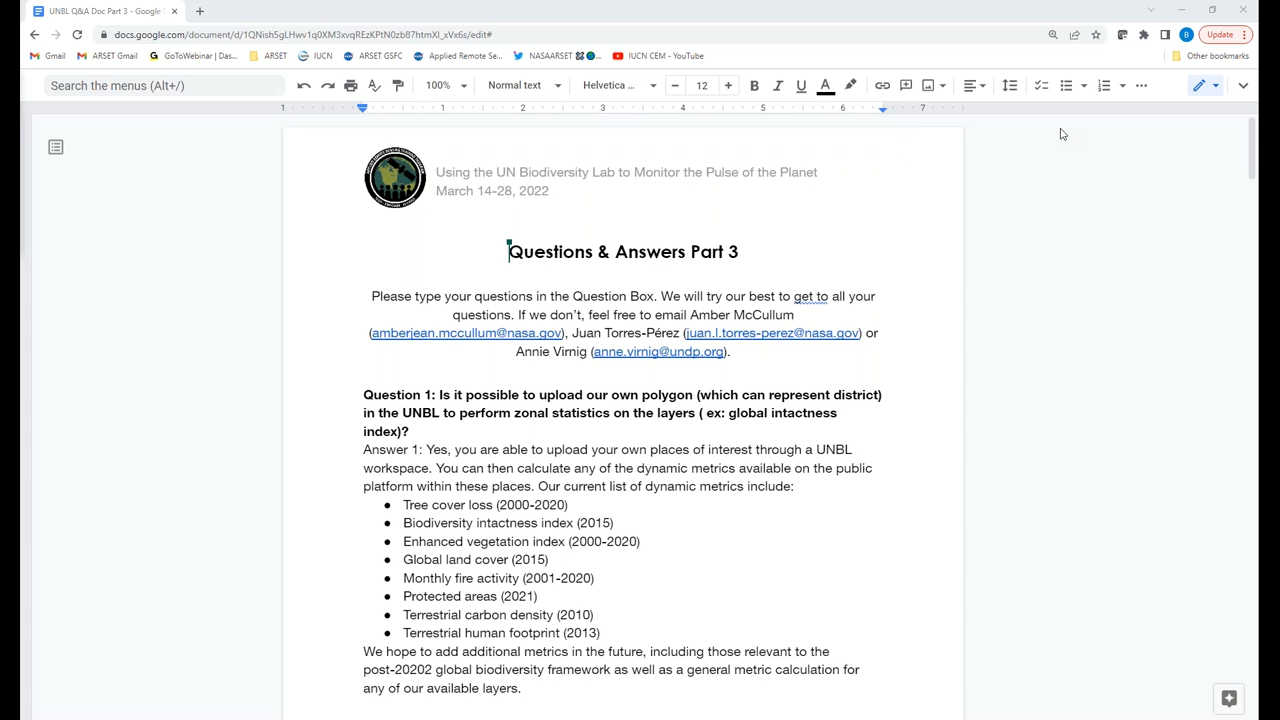 UNBL Q&A Doc Part 3 - Google
docs.google.com/document/d/1QNish5gLHwv1q0XM3xvqREzKPtN0zb87htmXI_xVx6s/edit#
B
Update
Gmail
ARSET Gmail
GoToWebinar | Das...
ARSET
IUCN
ARSET GSFC
Applied Remote Se...
NASAARSET
IUCN CEM - YouTube
Other bookmarks
Search the menus (Alt+/)
100%
Normal text
Helvetica ...
12
B
I
U
A
1 1 2 3 4 5 6 7
Using the UN Biodiversity Lab to Monitor the Pulse of the Planet
March 14-28, 2022
Questions & Answers Part 3
Please type your questions in the Question Box. We will try our best to get to all your
questions. If we don't, feel free to email Amber McCullum
(amberjean.mccullum@nasa.gov), Juan Torres-Pérez (juan.l.torres-perez@nasa.gov) or
Annie Virnig (anne.virnig@undp.org).
Question 1: Is it possible to upload our own polygon (which can represent district)
in the UNBL to perform zonal statistics on the layers ( ex: global intactness
index)?
Answer 1: Yes, you are able to upload your own places of interest through a UNBL
workspace. You can then calculate any of the dynamic metrics available on the public
platform within these places. Our current list of dynamic metrics include:
● Tree cover loss (2000-2020)
● Biodiversity intactness index (2015)
● Enhanced vegetation index (2000-2020)
● Global land cover (2015)
● Monthly fire activity (2001-2020)
● Protected areas (2021)
● Terrestrial carbon density (2010)
● Terrestrial human footprint (2013)
We hope to add additional metrics in the future, including those relevant to the
post-20202 global biodiversity framework as well as a general metric calculation for
any of our available layers.